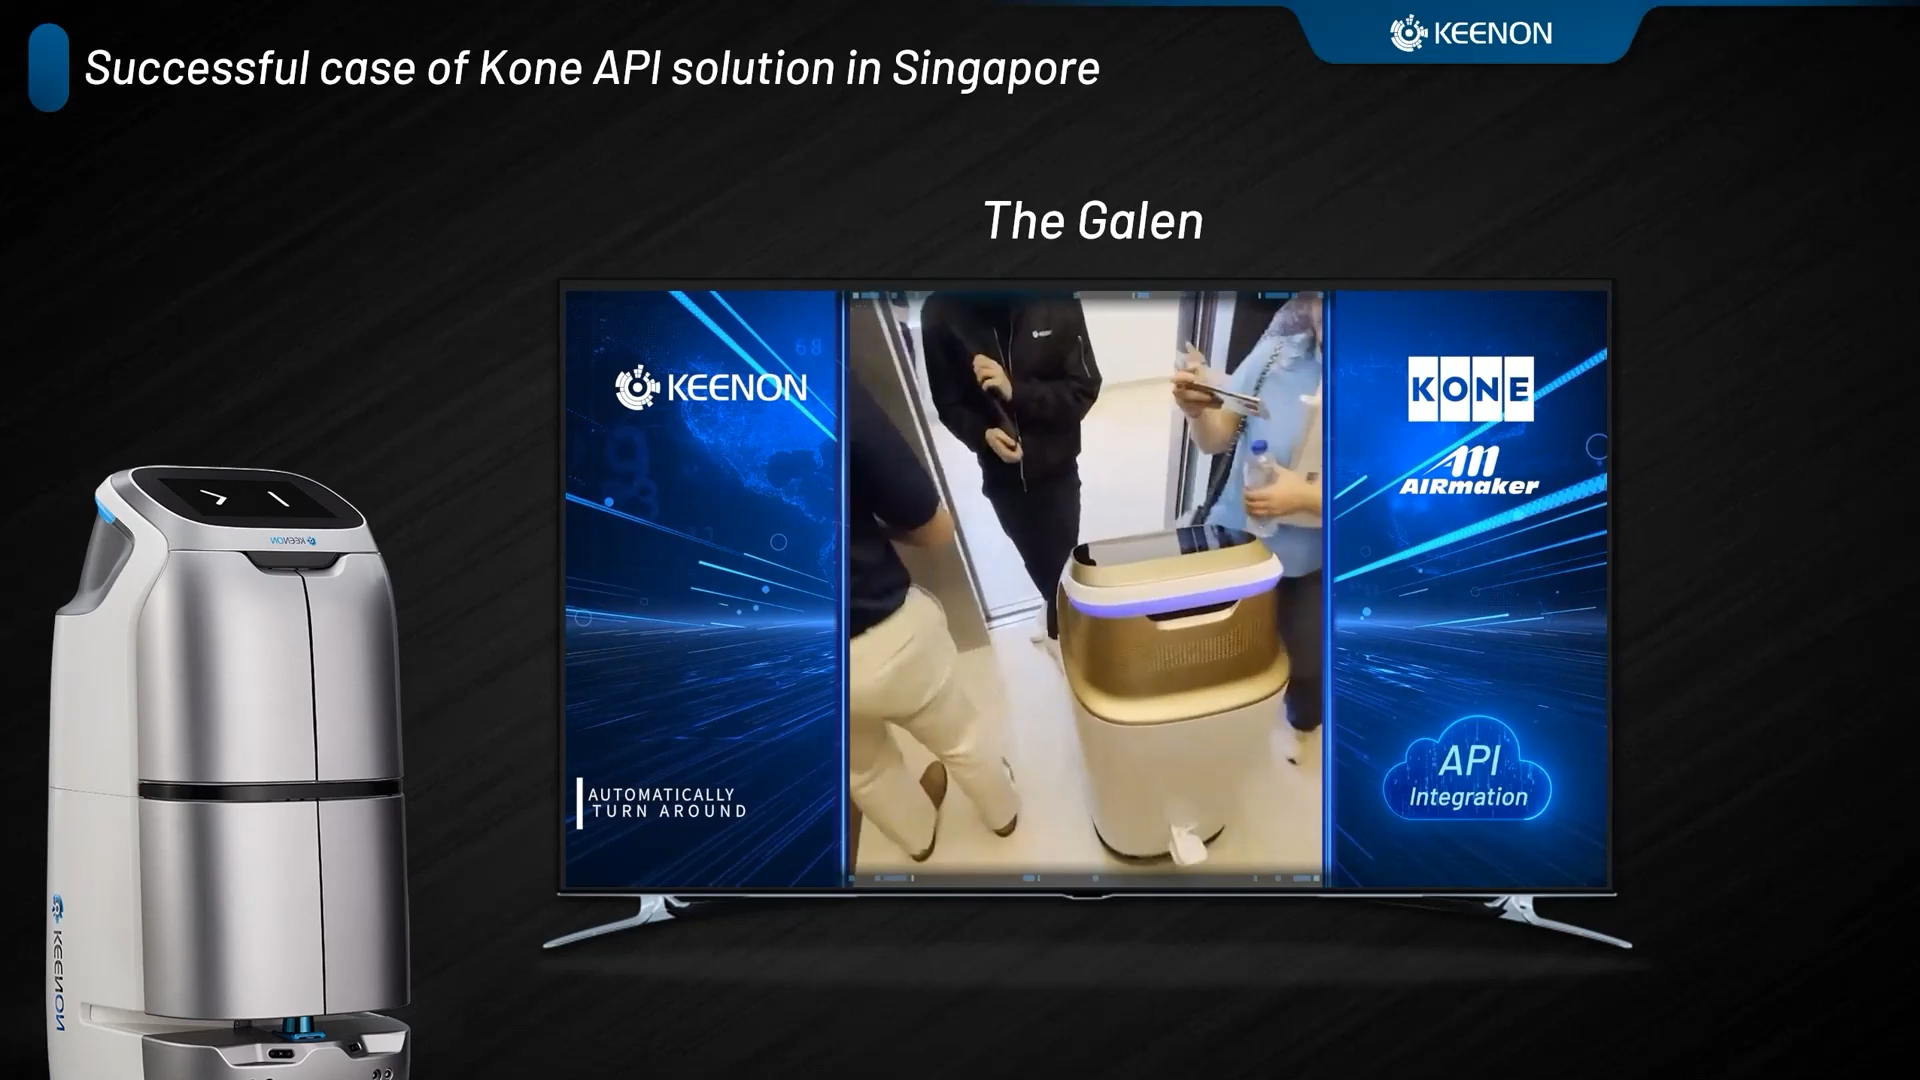 Successful case of Kone API solution in Singapore
KEENON
The Galen
KEENON
KONE
AIRmaker
AUTOMATICALLY
TURN AROUND
API
Integration
KEENON
KEENON